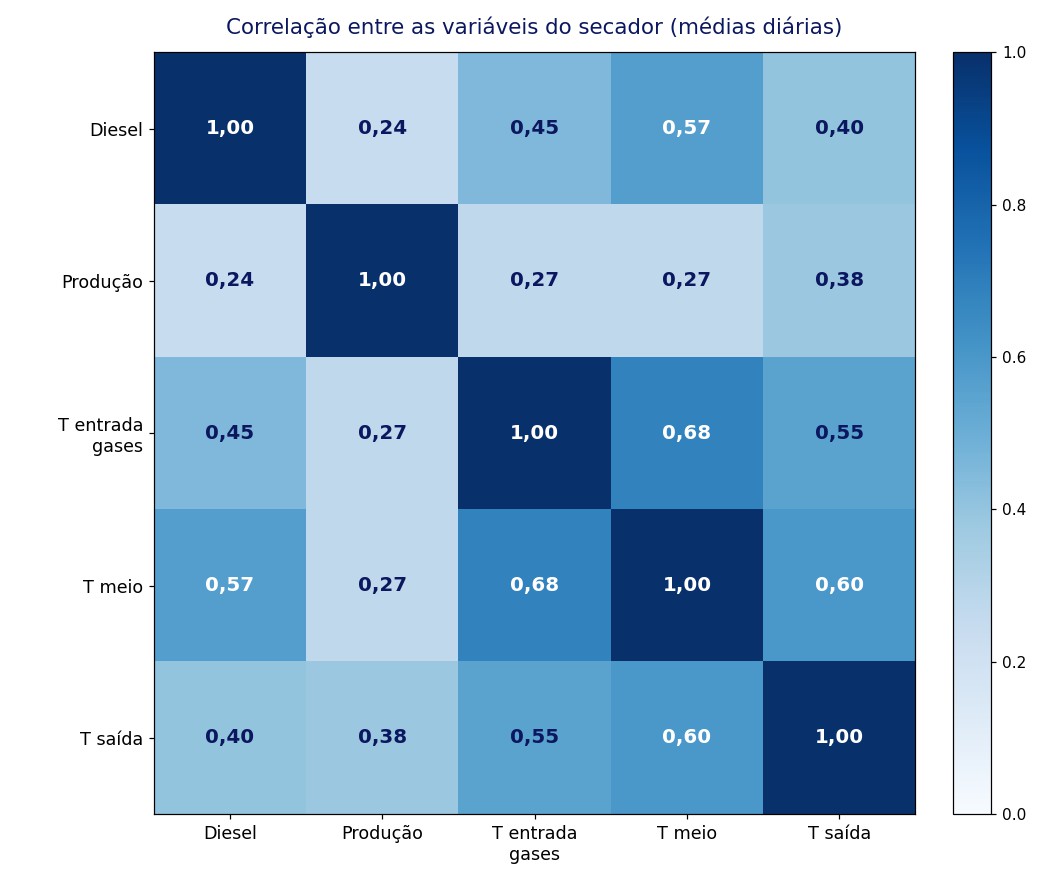 Correlação entre as variáveis do secador (médias diárias)
Diesel 1,00 0,24 0,45 0,57 0,40
Produção 0,24 1,00 0,27 0,27 0,38
T entrada
gases 0,45 0,27 1,00 0,68 0,55
T meio 0,57 0,27 0,68 1,00 0,60
T saída 0,40 0,38 0,55 0,60 1,00
Diesel Produção T entrada T meio T saída
gases
1.0
0.8
0.6
0.4
0.2
0.0